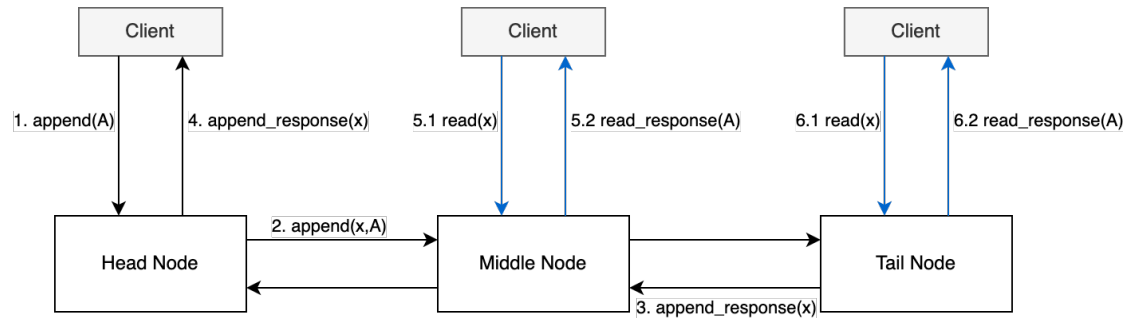 Client
Client
Client
1. append(A)
4. append_response(x)
5.1 read(x)
5.2 read_response(A)
6.1 read(x)
6.2 read_response(A)
2. append(x,A)
Head Node
Middle Node
Tail Node
3. append_response(x)